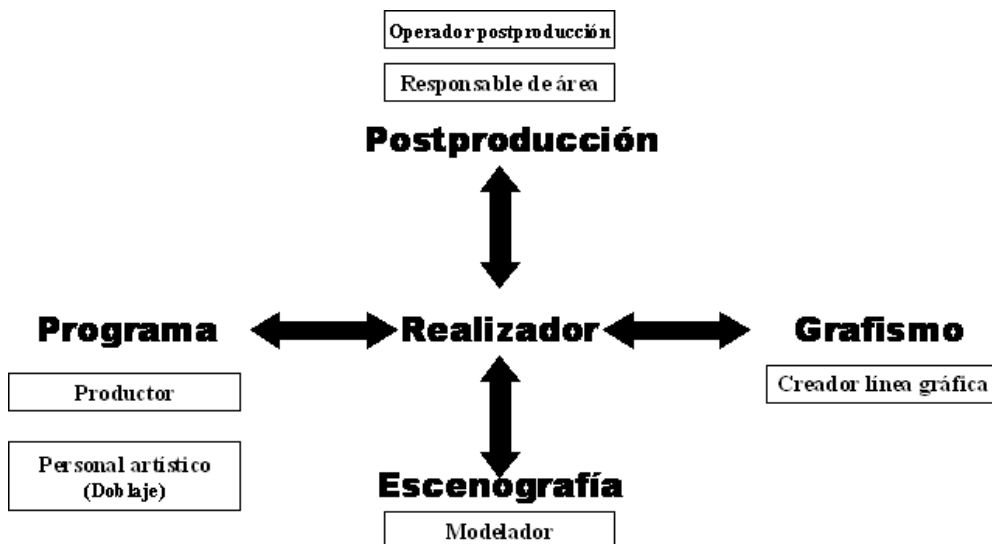 Operador postproducción
Responsable de área
Postproducción
Programa
Realizador
Grafismo
Productor
Creador línea gráfica
Personal artístico
(Doblaje)
Escenografía
Modelador